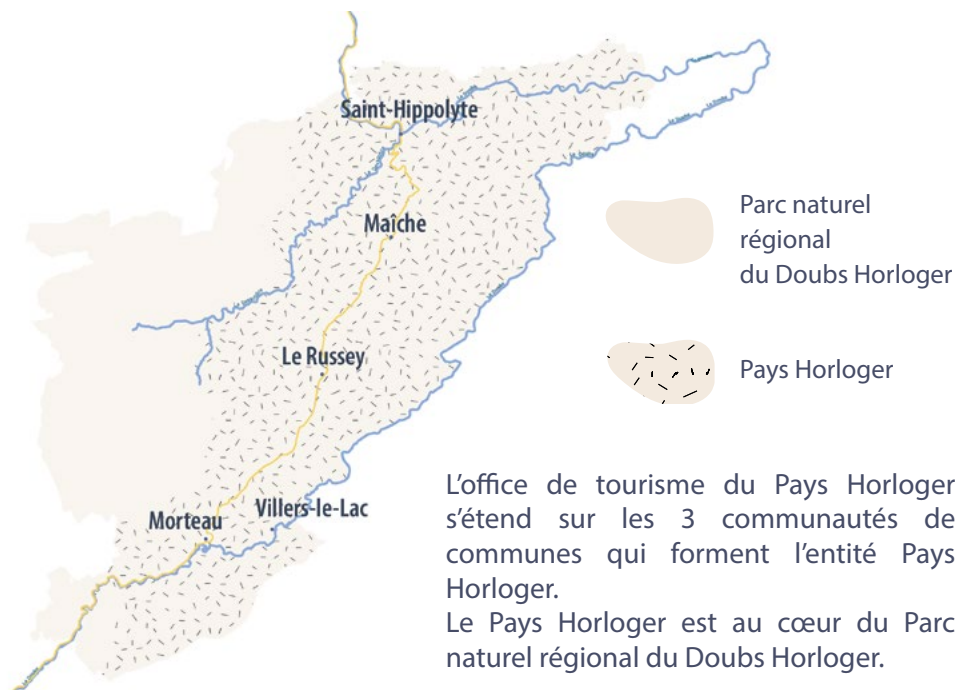 Saint-Hippolyte
Maîche
Le Russey
Villers-le-Lac
Morteau
Parc naturel
régional
du Doubs Horloger
Pays Horloger
L’office de tourisme du Pays Horloger
s’étend sur les 3 communautés de
communes qui forment l’entité Pays
Horloger.
Le Pays Horloger est au cœur du Parc
naturel régional du Doubs Horloger.